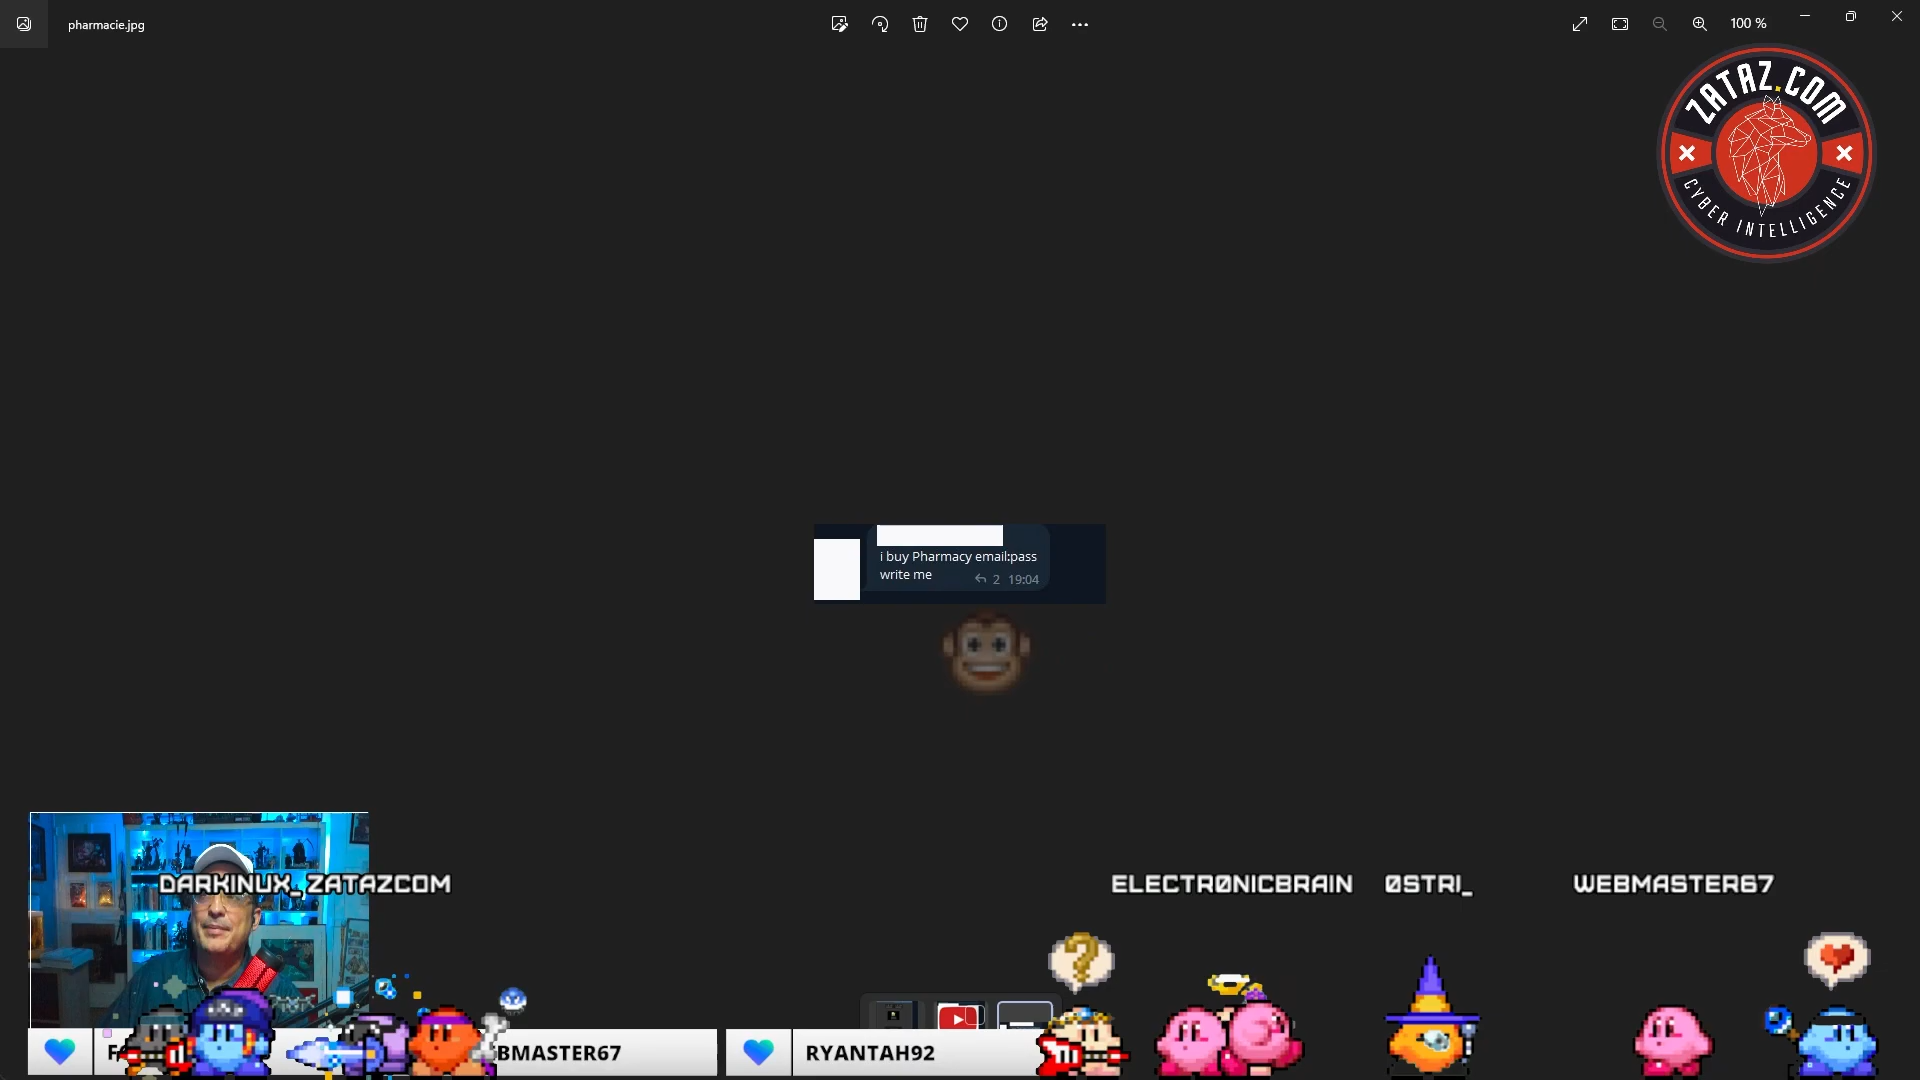 pharmacie.jpg
100 %
ZATAZ.COM
CYBER INTELLIGENCE
i buy Pharmacy email:pass
write me
2 19:04
DARKINUX_ZATAZCOM
ELECTR0NICBRAIN
0STRI_
WEBMASTER67
BMASTER67
RYANTAH92